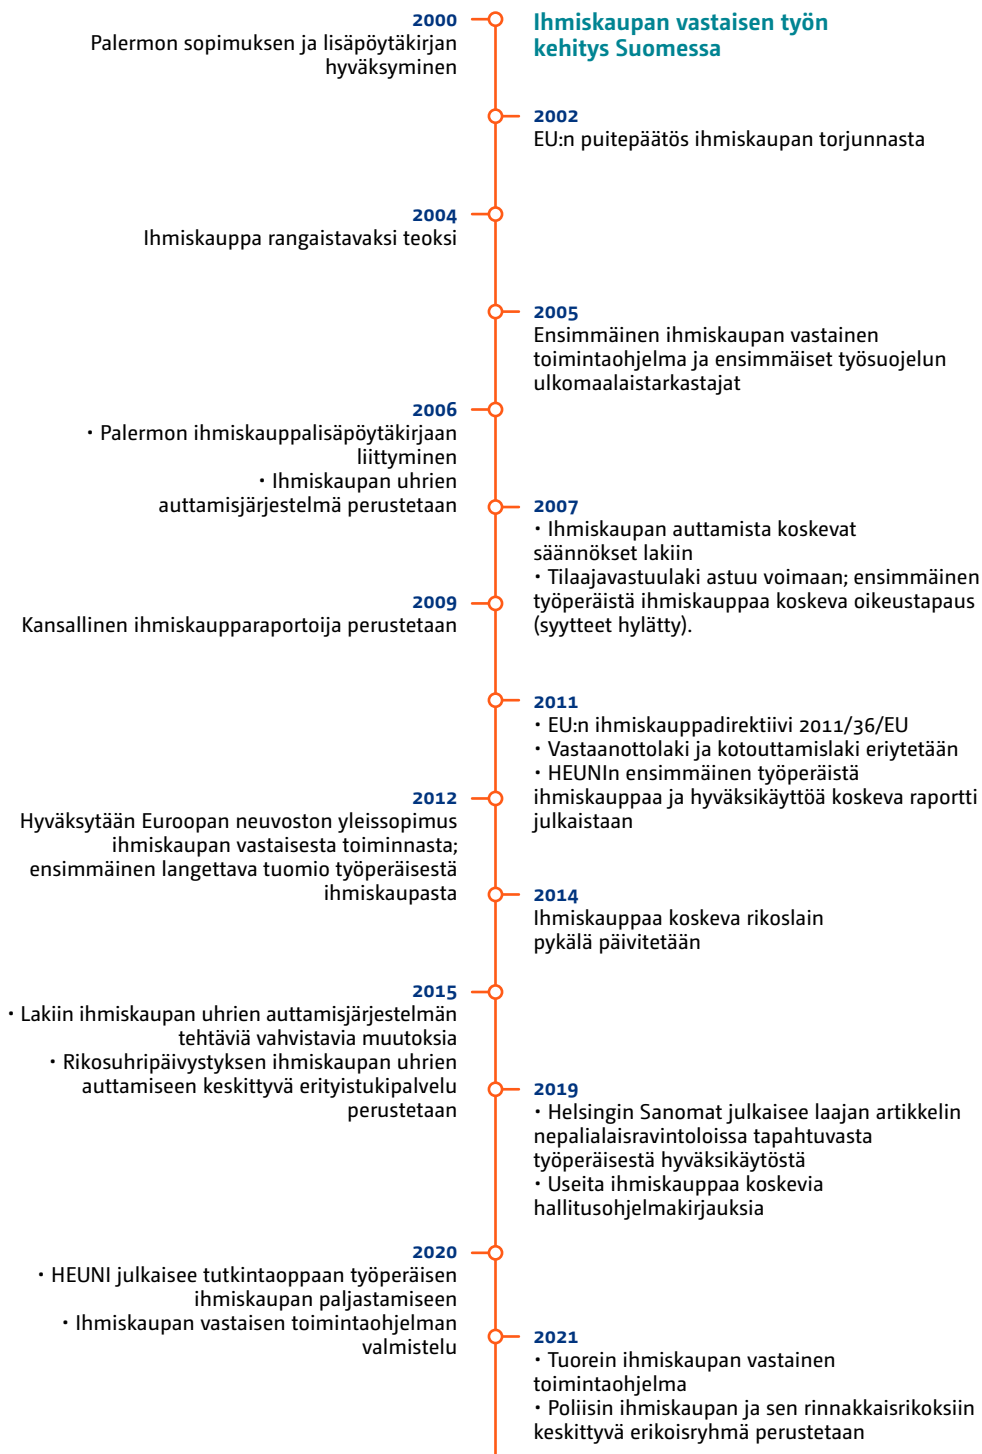 Ihmiskaupan vastaisen työn
kehitys Suomessa
2000
Palermon sopimuksen ja lisäpöytäkirjan
hyväksyminen
2002
EU:n puitepäätös ihmiskaupan torjunnasta
2004
Ihmiskauppa rangaistavaksi teoksi
2005
Ensimmäinen ihmiskaupan vastainen
toimintaohjelma ja ensimmäiset työsuojelun
ulkomaalaistarkastajat
2006
• Palermon ihmiskauppalisäpöytäkirjaan
liittyminen
• Ihmiskaupan uhrien
auttamisjärjestelmä perustetaan
2007
• Ihmiskaupan auttamista koskevat
säännökset lakiin
• Tilaajavastuulaki astuu voimaan; ensimmäinen
työperäistä ihmiskauppaa koskeva oikeustapaus
(syytteet hylätty).
2009
Kansallinen ihmiskaupparaportoija perustetaan
2011
• EU:n ihmiskauppadirektiivi 2011/36/EU
• Vastaanottolaki ja kotouttamislaki eriytetään
• HEUNIn ensimmäinen työperäistä
ihmiskauppaa ja hyväksikäyttöä koskeva raportti
julkaistaan
2012
Hyväksytään Euroopan neuvoston yleissopimus
ihmiskaupan vastaisesta toiminnasta;
ensimmäinen langettava tuomio työperäisestä
ihmiskaupasta
2014
Ihmiskauppaa koskeva rikoslain
pykälä päivitetään
2015
• Lakiin ihmiskaupan uhrien auttamisjärjestelmän
tehtäviä vahvistavia muutoksia
• Rikosuhripäivystyksen ihmiskaupan uhrien
auttamiseen keskittyvä erityistukipalvelu
perustetaan
2019
• Helsingin Sanomat julkaisee laajan artikkelin
nepalialaisravintoloissa tapahtuvasta
työperäisestä hyväksikäytöstä
• Useita ihmiskauppaa koskevia
hallitusohjelmakirjauksia
2020
• HEUNI julkaisee tutkintaoppaan työperäisen
ihmiskaupan paljastamiseen
• Ihmiskaupan vastaisen toimintaohjelman
valmistelu
2021
• Tuorein ihmiskaupan vastainen
toimintaohjelma
• Poliisin ihmiskaupan ja sen rinnakkaisrikoksiin
keskittyvä erikoisryhmä perustetaan